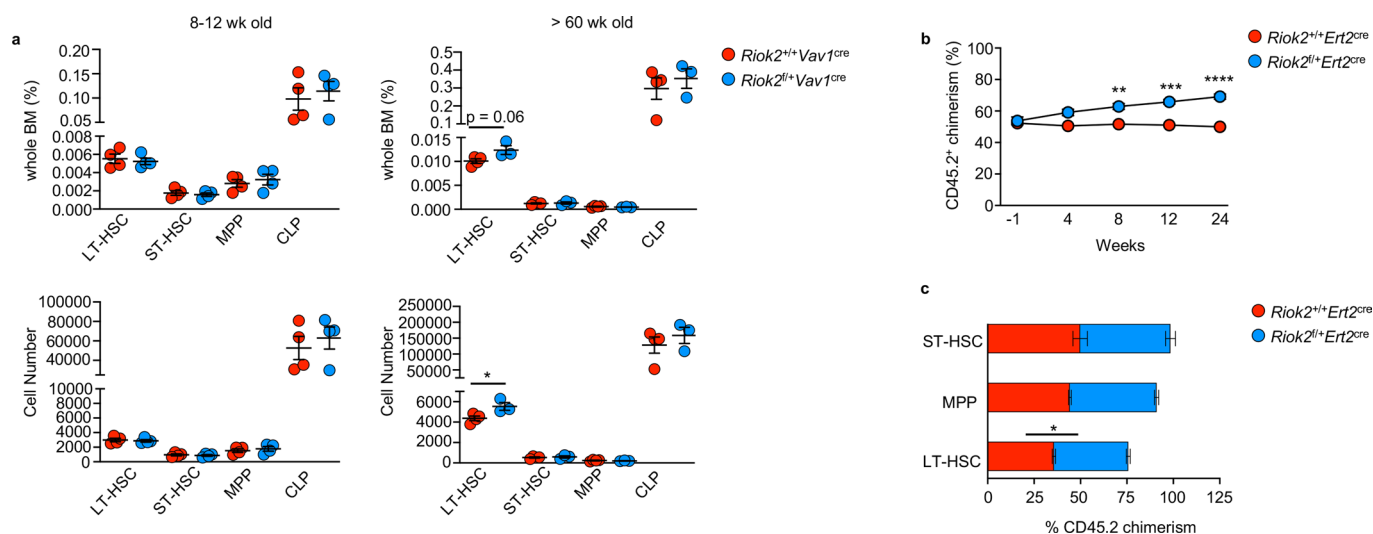 8-12 wk old
> 60 wk old
a
whole BM (%)
0.20
0.15
0.10
0.05
0.008
0.006
0.004
0.002
0.000
LT-HSC
ST-HSC
MPP
CLP
whole BM (%)
0.5
0.4
0.3
0.2
0.1
p = 0.06
0.015
0.010
0.005
0.000
LT-HSC
ST-HSC
MPP
CLP
Riok2+/+Vav1cre
Riok2f/+Vav1cre
Cell Number
100000
80000
60000
40000
10000
8000
6000
4000
2000
0
LT-HSC
ST-HSC
MPP
CLP
Cell Number
250000
200000
150000
100000
50000
*
6000
4000
2000
0
LT-HSC
ST-HSC
MPP
CLP
b
CD45.2+ chimerism (%)
100
80
60
40
20
0
** *** ****
-1 4 8 12 24
Weeks
Riok2+/+Ert2cre
Riok2f/+Ert2cre
c
ST-HSC
MPP
*
LT-HSC
0 25 50 75 100 125
% CD45.2 chimerism
Riok2+/+Ert2cre
Riok2f/+Ert2cre